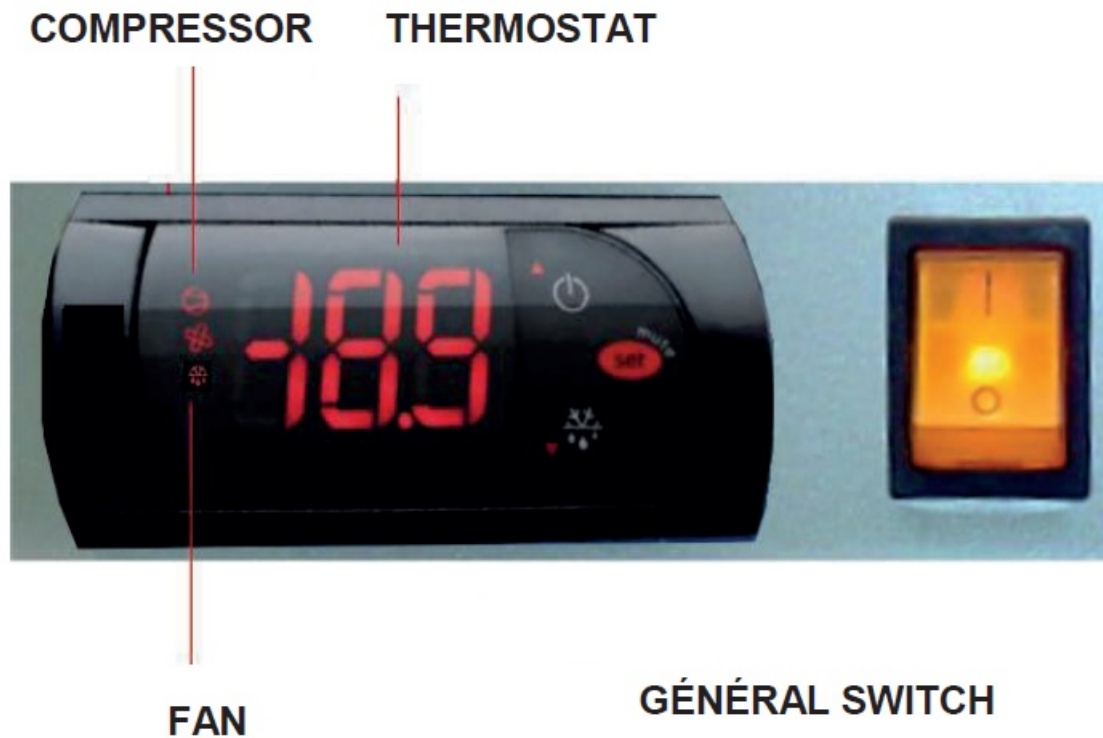 COMPRESSOR THERMOSTAT
-18.9
mute
set
I
O
GÉNÉRAL SWITCH
FAN